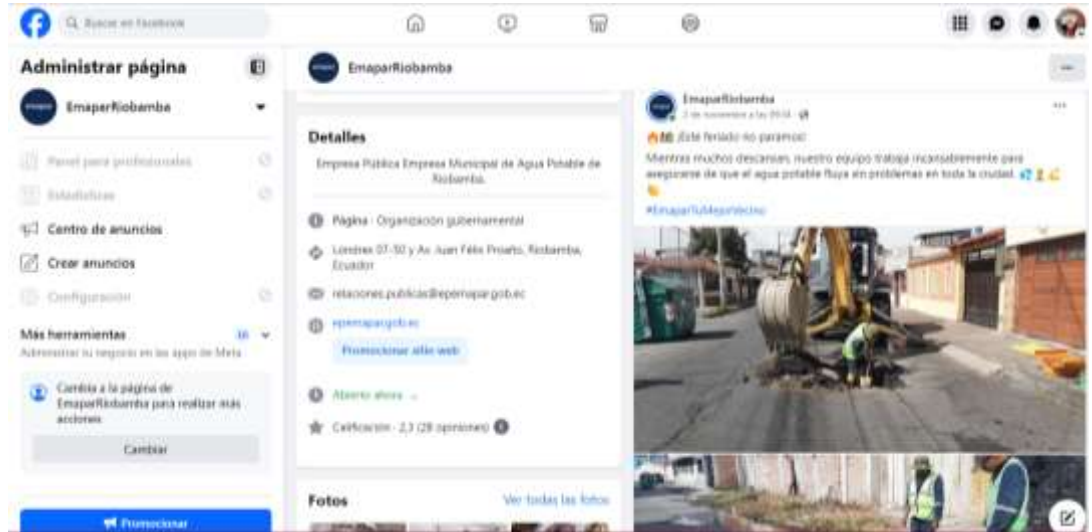 Buscar en Facebook
Administrar página
EmaparRiobamba
Panel para profesionales
Estadísticas
Centro de anuncios
Crear anuncios
Configuración
Más herramientas
Administrar tu negocio en las apps de Meta
Cambia a la página de
EmaparRiobamba para realizar más
acciones
Cambiar
Promocionar
EmaparRiobamba
Detalles
Empresa Pública Empresa Municipal de Agua Potable de
Riobamba.
Página · Organización gubernamental
Londres 07-50 y Av. Juan Félix Proaño, Riobamba,
Ecuador
relaciones.publicas@epemapar.gob.ec
epemapar.gob.ec
Promocionar sitio web
Abierto ahora
Calificación · 2,3 (28 opiniones)
Fotos
Ver todas las fotos
EmaparRiobamba
2 de noviembre a las
¡Este feriado no paramos!
Mientras muchos descansan, nuestro equipo trabaja incansablemente para
asegurarse de que el agua potable fluya sin problemas en toda la ciudad.
#EmaparTuMejorVecino